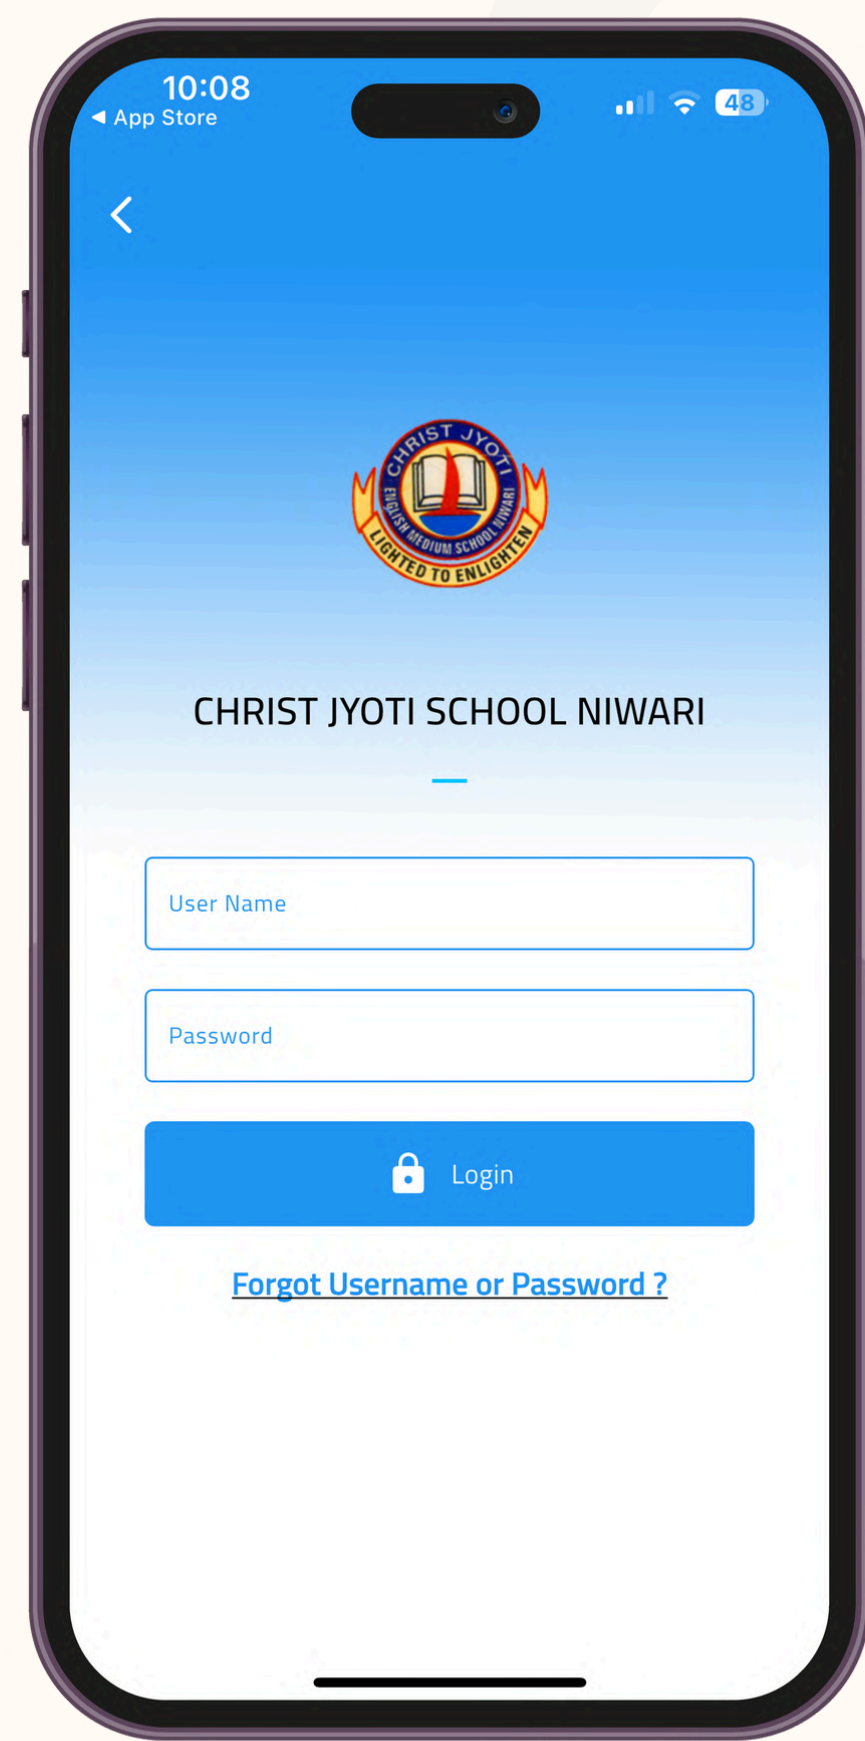 10:08
App Store
48
CHRIST JYOTI
ENGLISH MEDIUM SCHOOL NIWARI
LIGHTED TO ENLIGHTEN
CHRIST JYOTI SCHOOL NIWARI
User Name
Password
Login
Forgot Username or Password ?